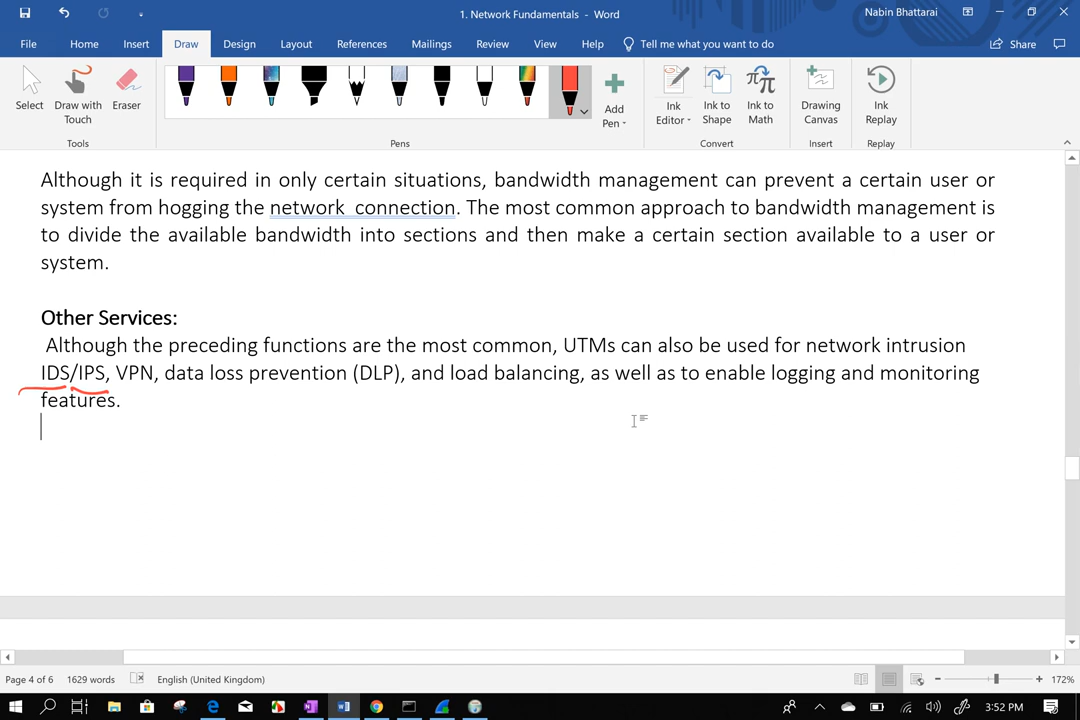 1. Network Fundamentals - Word
Nabin Bhattarai
File Home Insert Draw Design Layout References Mailings Review View Help Tell me what you want to do Share
Select
Draw with Touch
Eraser
Add Pen
Ink Editor
Ink to Shape
Ink to Math
Drawing Canvas
Ink Replay
Tools Pens Convert Insert Replay
Although it is required in only certain situations, bandwidth management can prevent a certain user or
system from hogging the network connection. The most common approach to bandwidth management is
to divide the available bandwidth into sections and then make a certain section available to a user or
system.
Other Services:
Although the preceding functions are the most common, UTMs can also be used for network intrusion
IDS/IPS, VPN, data loss prevention (DLP), and load balancing, as well as to enable logging and monitoring
features.
Page 4 of 6 1629 words English (United Kingdom) 172%
3:52 PM